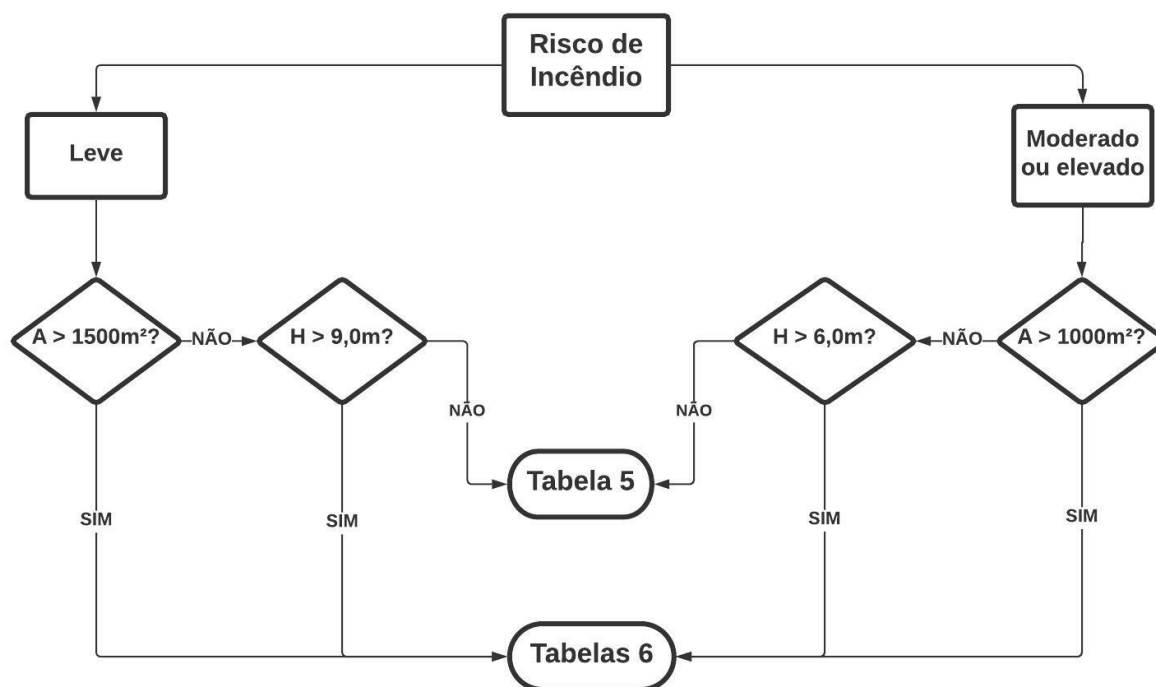 Risco de
Incêndio
Leve
Moderado
ou elevado
A > 1500m²?
NÃO
H > 9,0m?
H > 6,0m?
NÃO
A > 1000m²?
NÃO
NÃO
Tabela 5
SIM
SIM
SIM
SIM
Tabelas 6